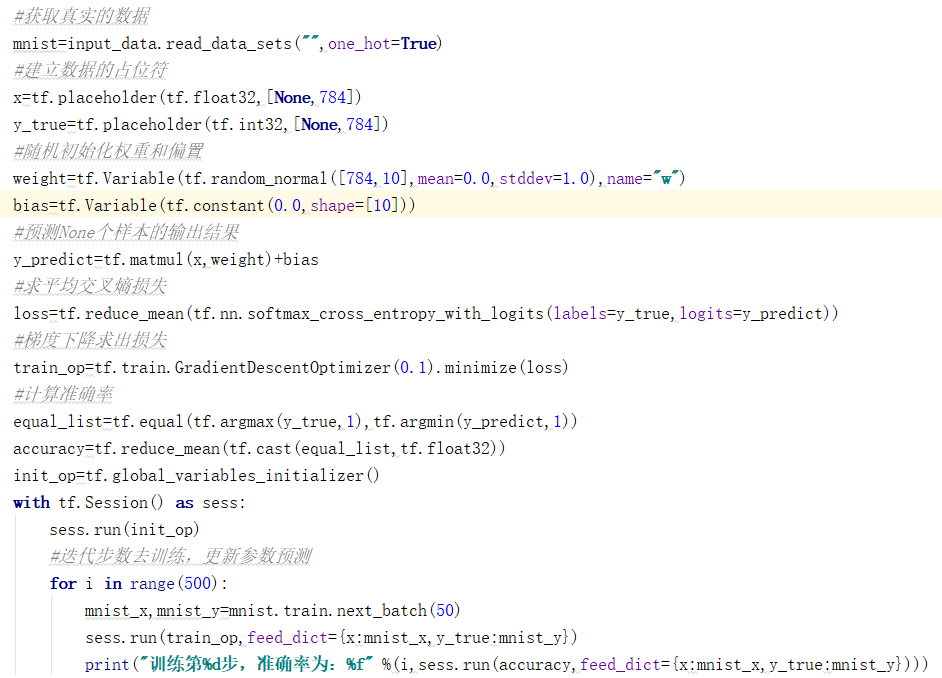 #获取真实的数据
mnist=input_data.read_data_sets("",one_hot=True)
#建立数据的占位符
x=tf.placeholder(tf.float32,[None,784])
y_true=tf.placeholder(tf.int32,[None,784])
#随机初始化权重和偏置
weight=tf.Variable(tf.random_normal([784,10],mean=0.0,stddev=1.0),name="w")
bias=tf.Variable(tf.constant(0.0,shape=[10]))
#预测None个样本的输出结果
y_predict=tf.matmul(x,weight)+bias
#求平均交叉熵损失
loss=tf.reduce_mean(tf.nn.softmax_cross_entropy_with_logits(labels=y_true,logits=y_predict))
#梯度下降求出损失
train_op=tf.train.GradientDescentOptimizer(0.1).minimize(loss)
#计算准确率
equal_list=tf.equal(tf.argmax(y_true,1),tf.argmin(y_predict,1))
accuracy=tf.reduce_mean(tf.cast(equal_list,tf.float32))
init_op=tf.global_variables_initializer()
with tf.Session() as sess:
    sess.run(init_op)
    #迭代步数去训练，更新参数预测
    for i in range(500):
        mnist_x,mnist_y=mnist.train.next_batch(50)
        sess.run(train_op,feed_dict={x:mnist_x,y_true:mnist_y})
        print("训练第%d步，准确率为：%f" %(i,sess.run(accuracy,feed_dict={x:mnist_x,y_true:mnist_y})))